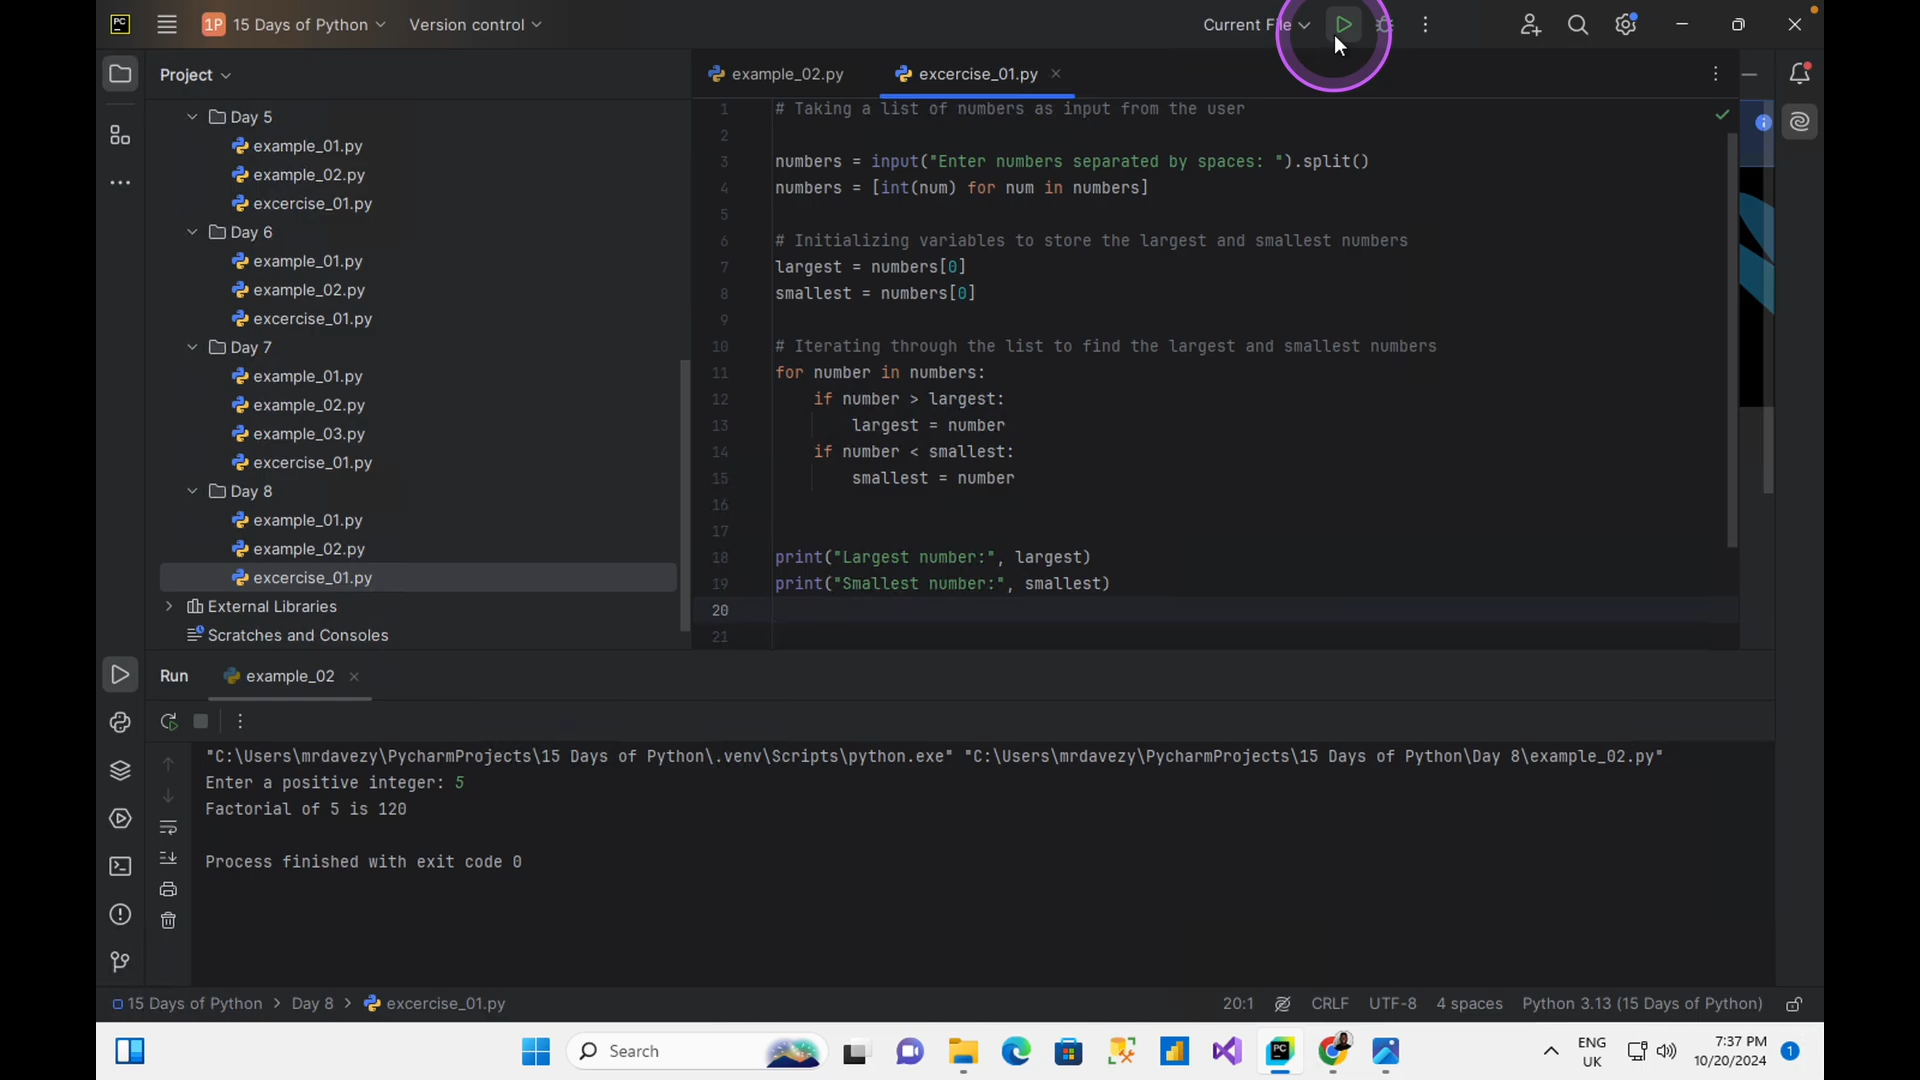 PC
1P 15 Days of Python
Version control
Current File
Project
example_02.py
excercise_01.py
Day 5
example_01.py
example_02.py
excercise_01.py
Day 6
example_01.py
example_02.py
excercise_01.py
Day 7
example_01.py
example_02.py
example_03.py
excercise_01.py
Day 8
example_01.py
example_02.py
excercise_01.py
External Libraries
Scratches and Consoles
1 # Taking a list of numbers as input from the user
2
3 numbers = input("Enter numbers separated by spaces: ").split()
4 numbers = [int(num) for num in numbers]
5
6 # Initializing variables to store the largest and smallest numbers
7 largest = numbers[0]
8 smallest = numbers[0]
9
10 # Iterating through the list to find the largest and smallest numbers
11 for number in numbers:
12 if number > largest:
13 largest = number
14 if number < smallest:
15 smallest = number
16
17
18 print("Largest number:", largest)
19 print("Smallest number:", smallest)
20
21
Run
example_02
"C:\Users\mrdavezy\PycharmProjects\15 Days of Python\.venv\Scripts\python.exe" "C:\Users\mrdavezy\PycharmProjects\15 Days of Python\Day 8\example_02.py"
Enter a positive integer: 5
Factorial of 5 is 120
Process finished with exit code 0
15 Days of Python > Day 8 > excercise_01.py
20:1 CRLF UTF-8 4 spaces Python 3.13 (15 Days of Python)
Search
PC
ENG
UK
7:37 PM
10/20/2024
1